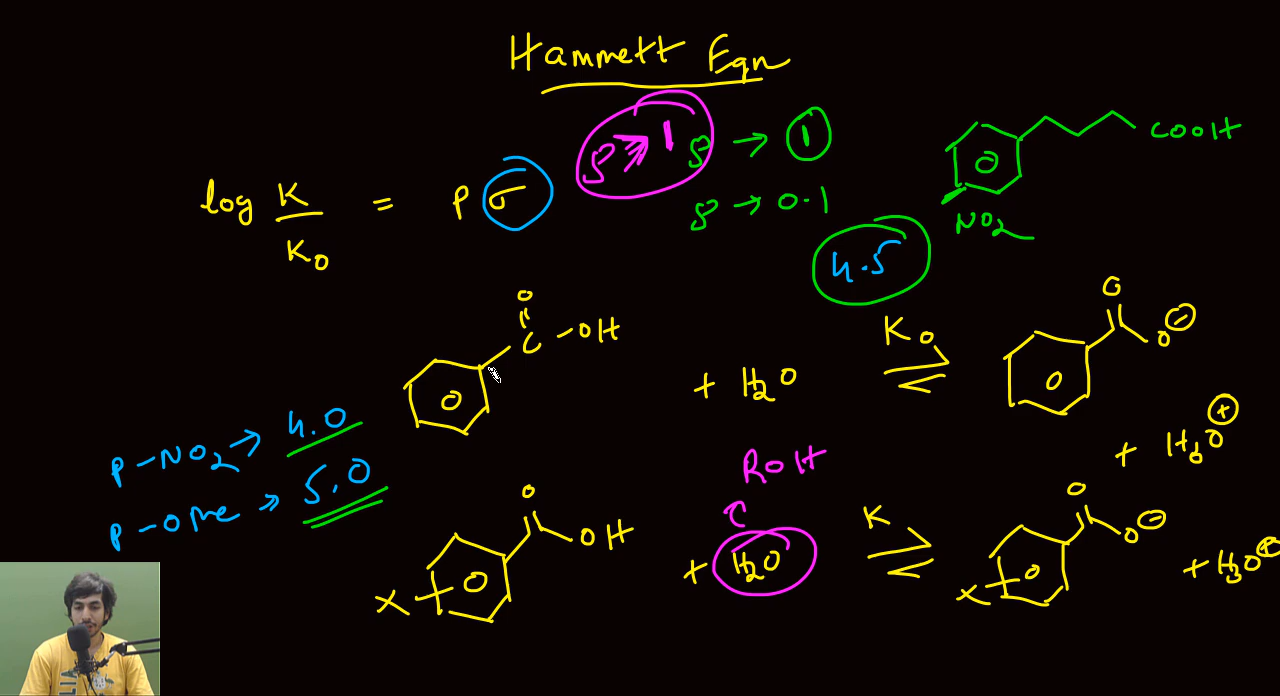 Hammett Eqn
ρ → 1
ρ → 1
ρ → 0.1
COOH
NO2
log K/K0 = ρ σ
4.5
O
C - OH
+ H2O
K0
O
O⊖
+ H3O⊕
P - NO2 → 4.0
P - OMe → 5.0
ROH
O
OH
X
+ H2O
K
O
O⊖
X
+ H3O⊕